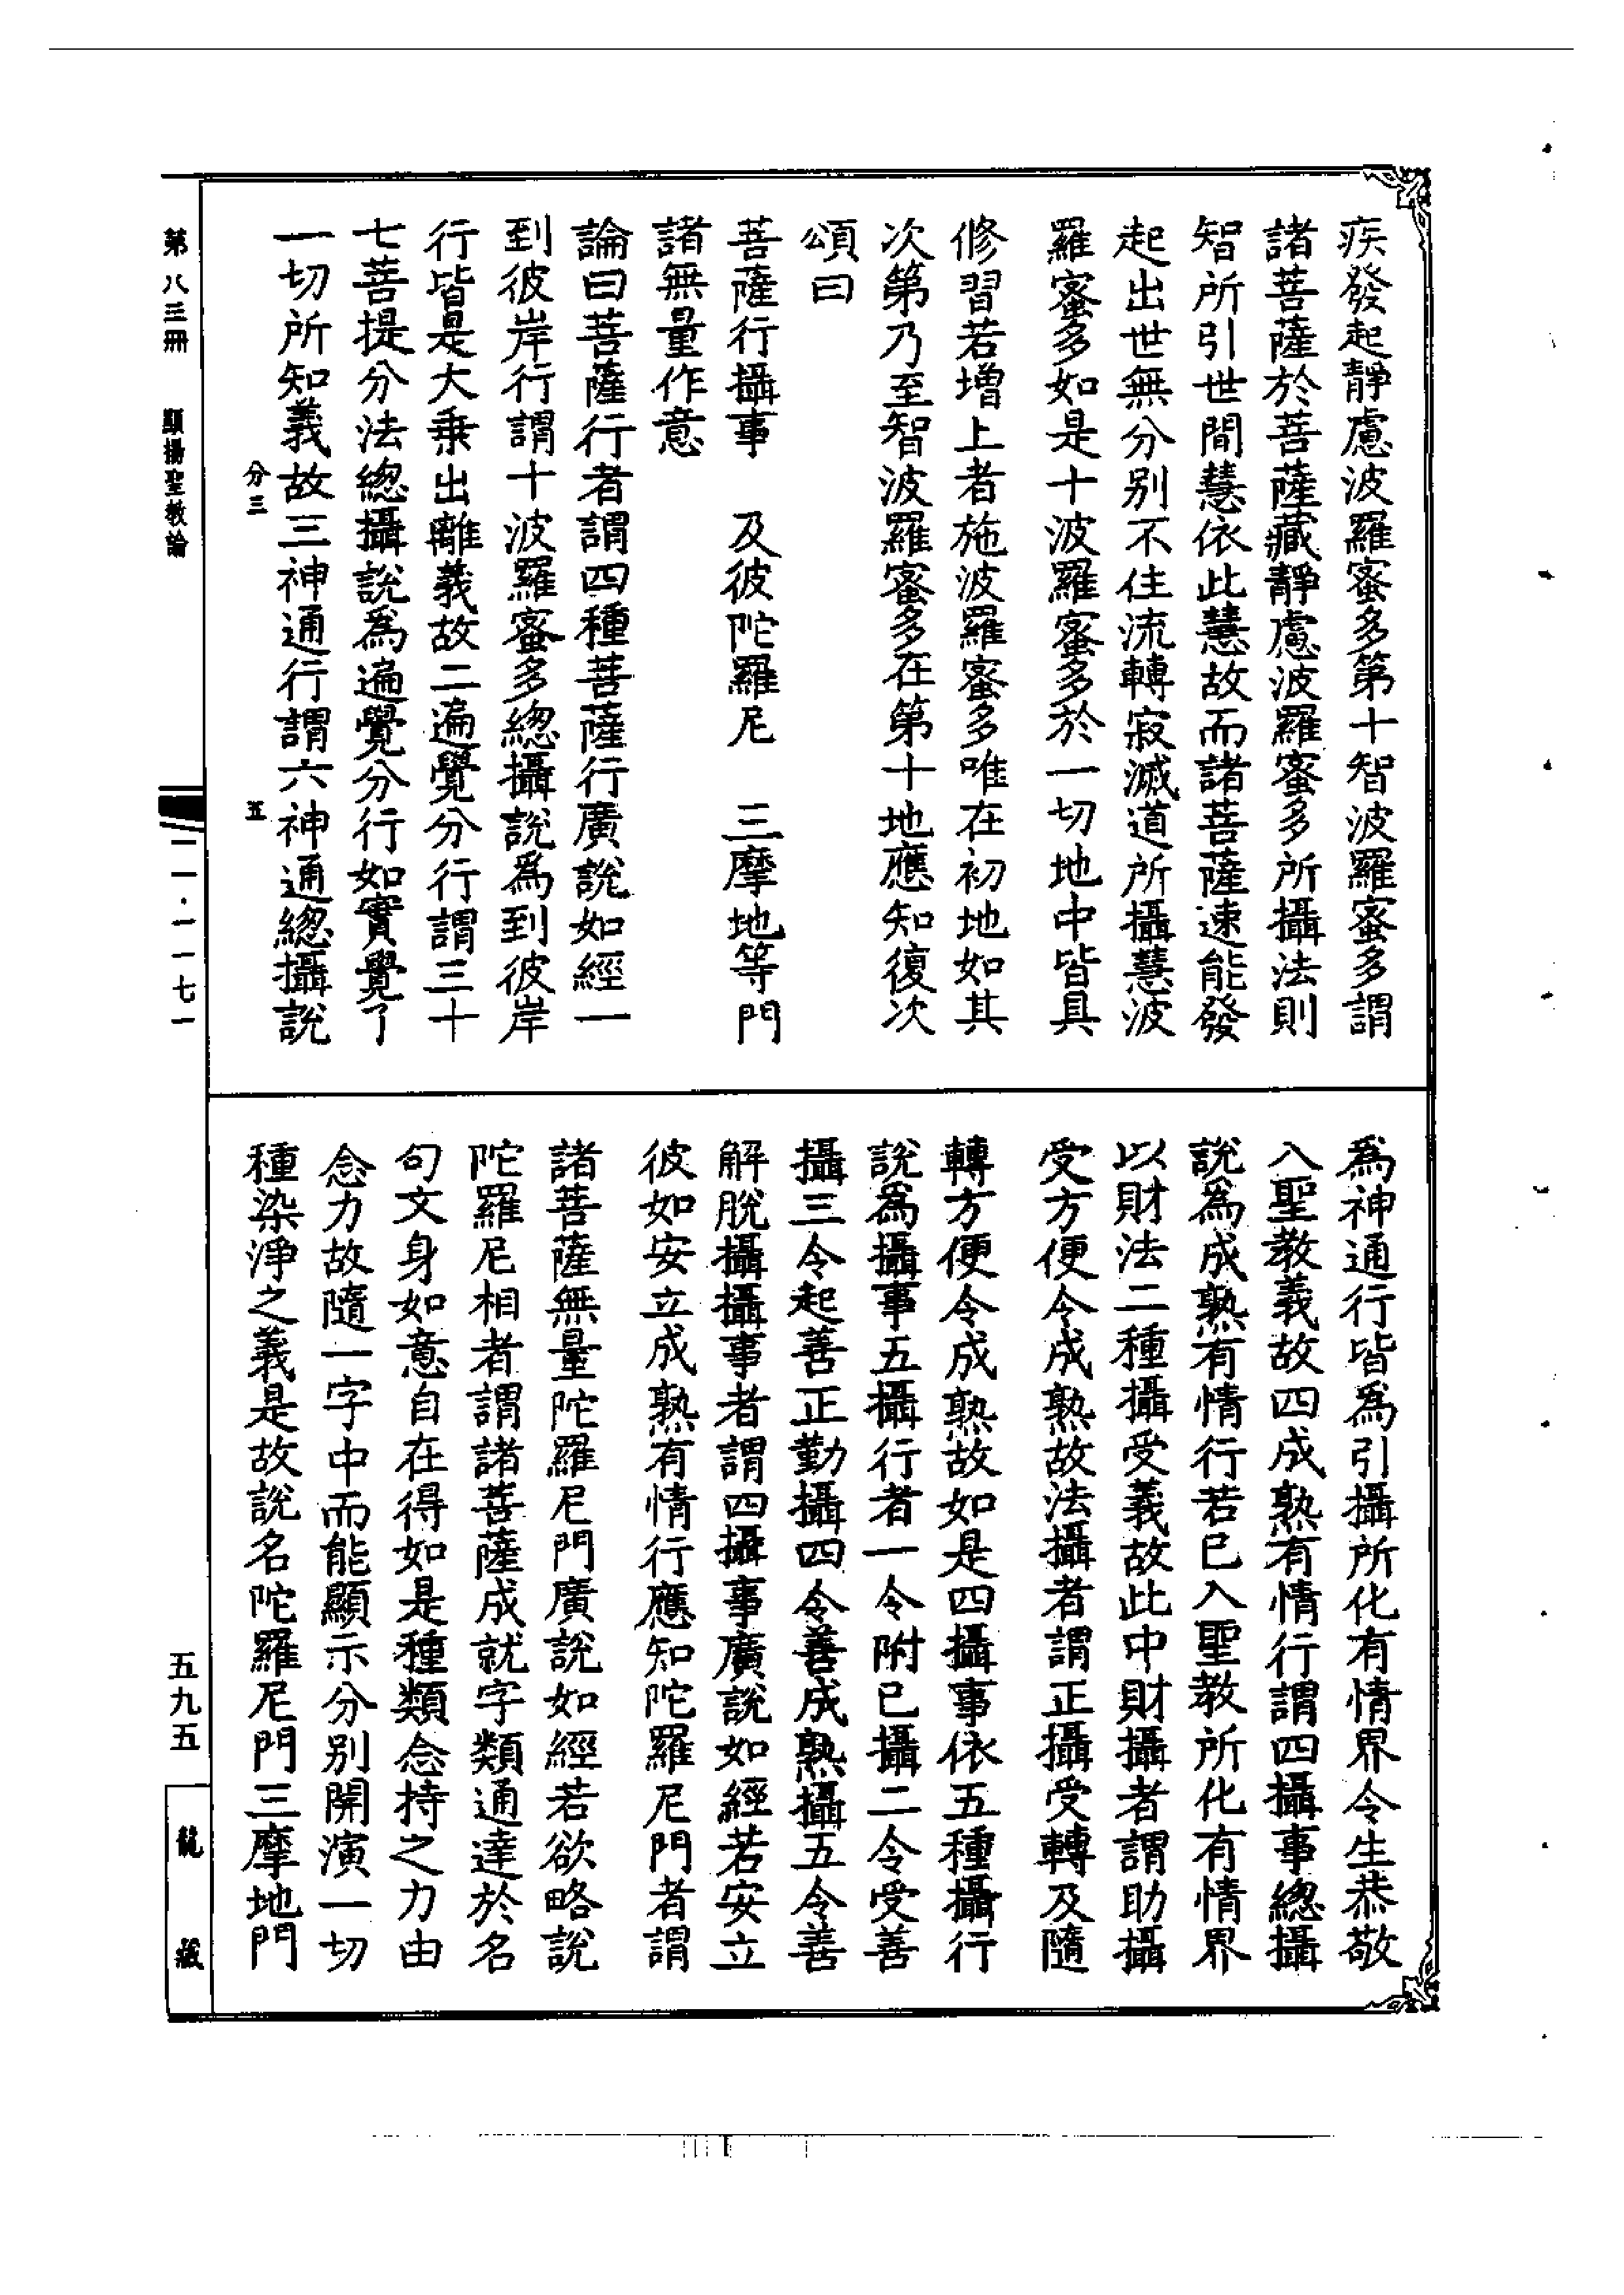 疾發起靜慮波羅蜜多第十智波羅蜜多謂
諸菩薩於菩薩藏靜慮波羅蜜多所攝法則
智所引世間慧依此慧故而諸菩薩速能發
起出世無分別不住流轉寂滅道所攝慧波
羅蜜多如是十波羅蜜多於一切地中皆具
修習若增上者施波羅蜜多唯在初地如其
次第乃至智波羅蜜多在第十地應知復次
頌曰
菩薩行攝事　及彼陀羅尼　三摩地等門
諸無量作意
論曰菩薩行者謂四種菩薩行廣說如經一
到彼岸行謂十波羅蜜多總攝說為到彼岸
行皆是大乘出離義故二遍覺分行謂三十
七菩提分法總攝說為遍覺分行如實覺了
一切所知義故三神通行謂六神通總攝說
分三　五
為神通行皆為引攝所化有情界令生恭敬
入聖教義故四成熟有情行謂四攝事總攝
說為成熟有情行若已入聖教所化有情界
以財法二種攝受義故此中財攝者謂助攝
受方便令成熟故法攝者謂正攝受轉及隨
轉方便令成熟故如是四攝事依五種攝行
說為攝事五攝行者一令附已攝二令受善
攝三令起善正勤攝四令善成熟攝五令善
解脫攝攝事者謂四攝事廣說如經若安立
彼如安立成熟有情行應知陀羅尼門者謂
諸菩薩無量陀羅尼門廣說如經若欲略說
陀羅尼相者謂諸菩薩成就字類通達於名
句文身如意自在得如是種類念持之力由
念力故隨一字中而能顯示分別開演一切
種染淨之義是故說名陀羅尼門三摩地門
第八三冊　顯揚聖教論
一一·一一七一
五九五
龍藏